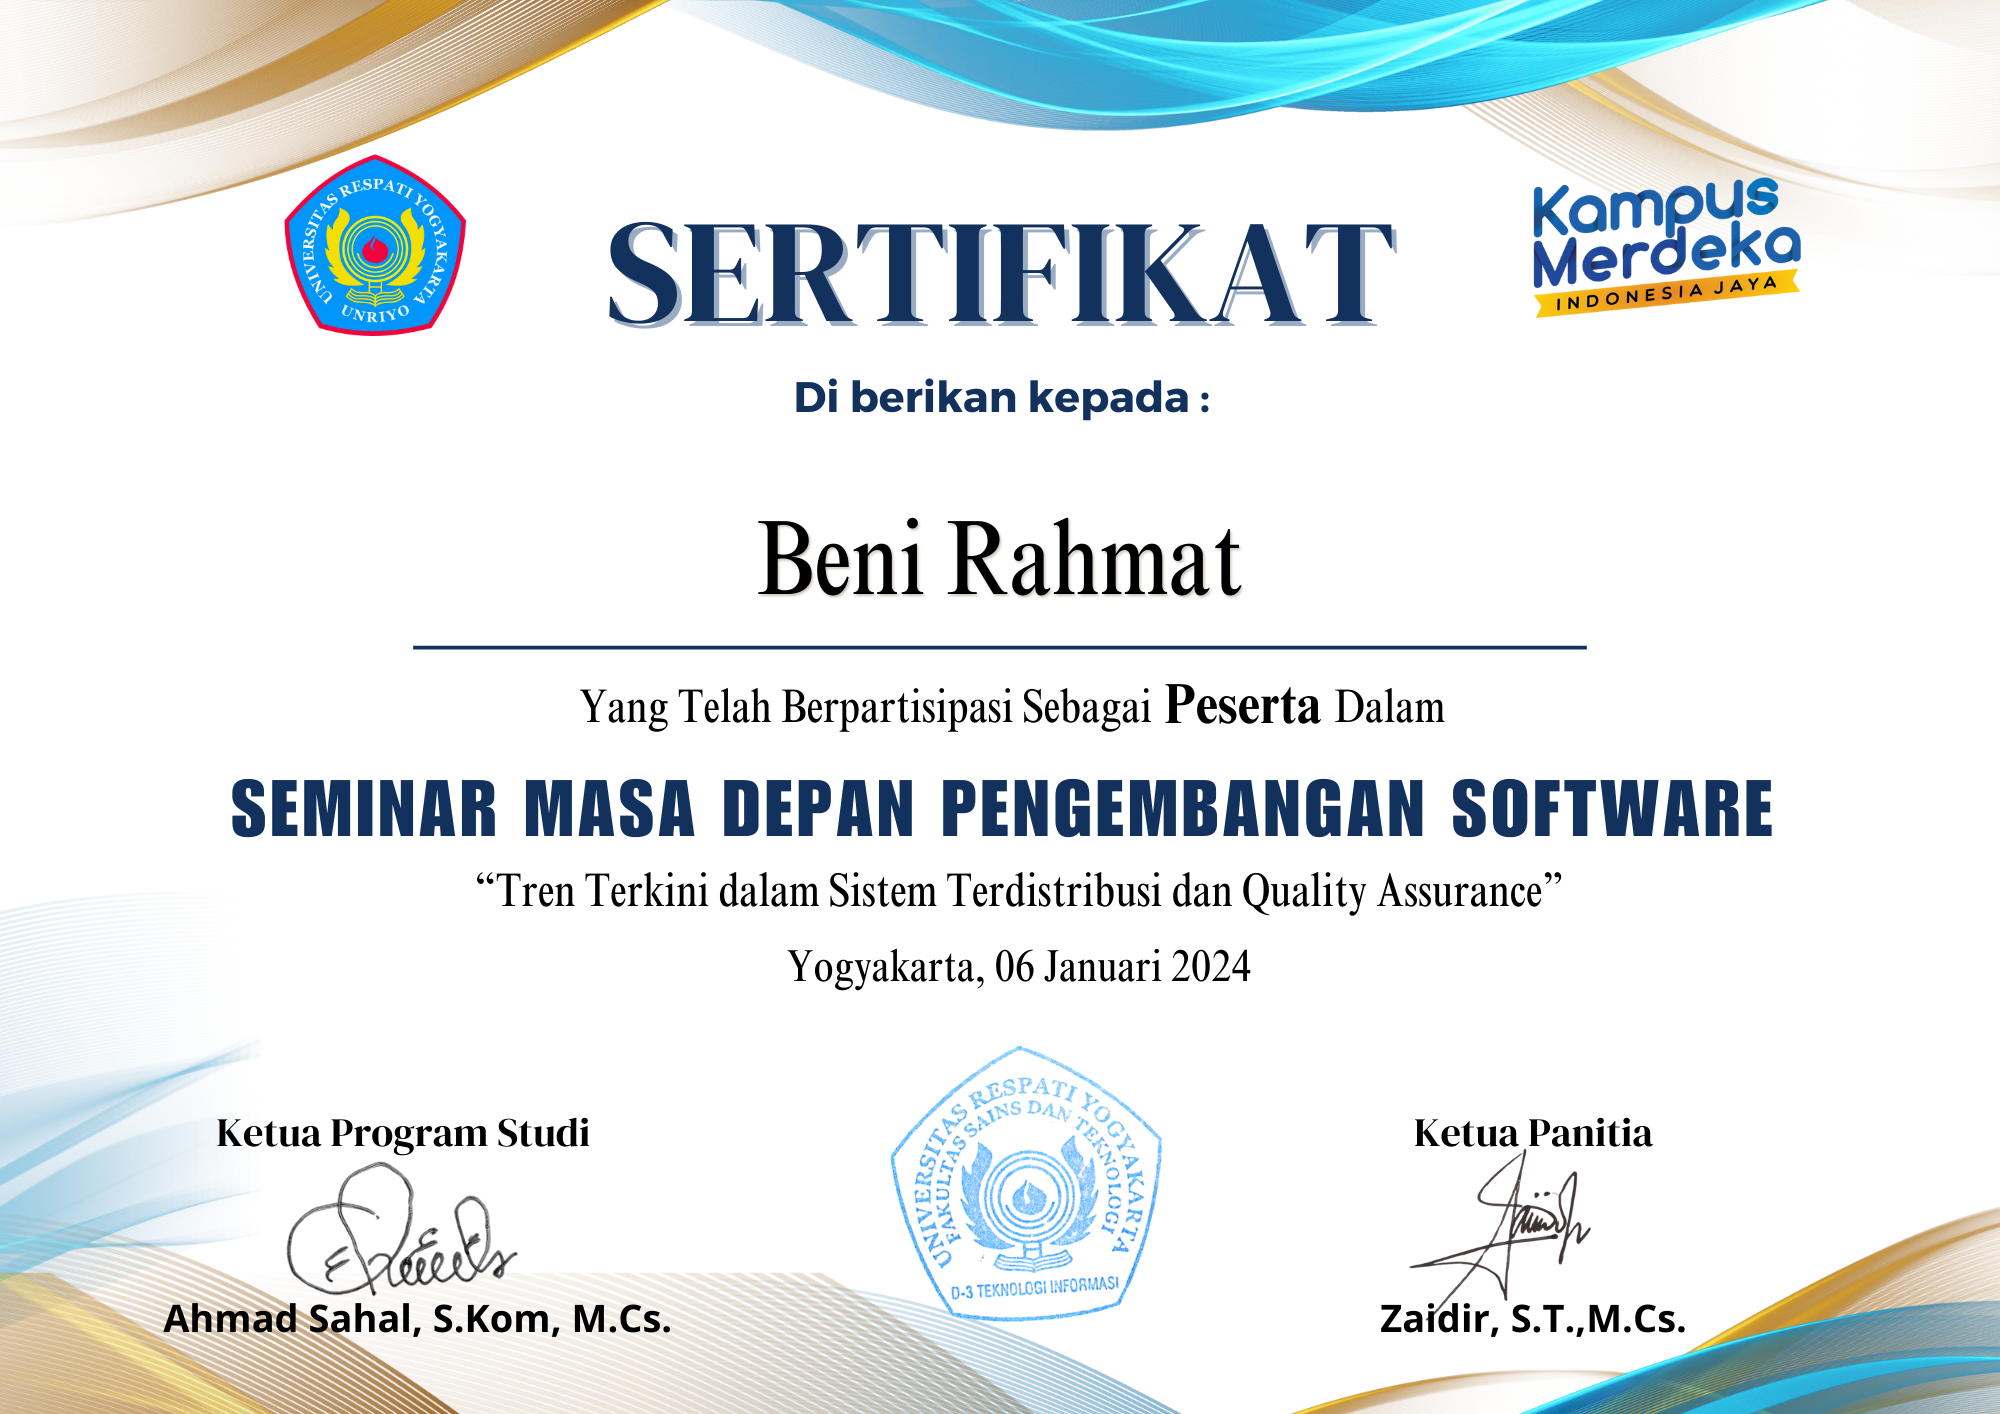 UNIVERSITAS RESPATI YOGYAKARTA
UNRIYO
SERTIFIKAT
Kampus
Merdeka
INDONESIA JAYA
Di berikan kepada :
Beni Rahmat
Yang Telah Berpartisipasi Sebagai Peserta Dalam
SEMINAR MASA DEPAN PENGEMBANGAN SOFTWARE
“Tren Terkini dalam Sistem Terdistribusi dan Quality Assurance”
Yogyakarta, 06 Januari 2024
Ketua Program Studi
Ahmad Sahal, S.Kom, M.Cs.
UNIVERSITAS RESPATI YOGYAKARTA
FAKULTAS SAINS DAN TEKNOLOGI
D-3 TEKNOLOGI INFORMASI
Ketua Panitia
Zaidir, S.T.,M.Cs.